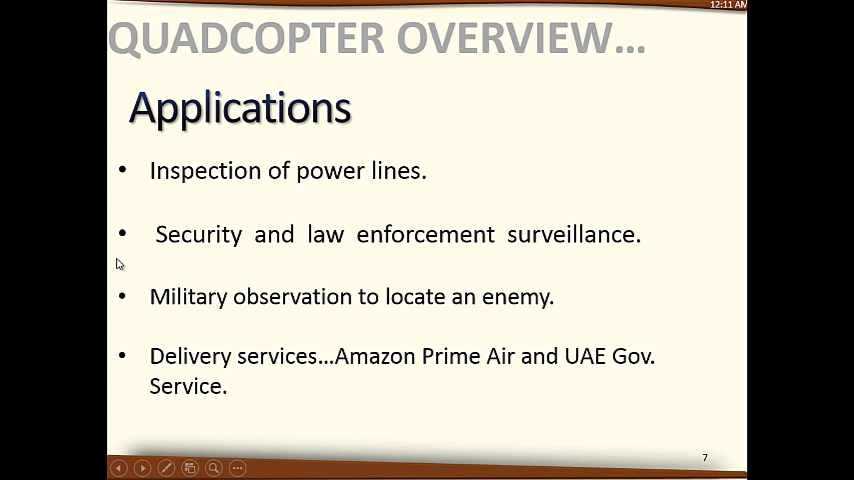 12:11 AM
QUADCOPTER OVERVIEW...
Applications
• Inspection of power lines.
• Security and law enforcement surveillance.
• Military observation to locate an enemy.
• Delivery services...Amazon Prime Air and UAE Gov.
Service.
7